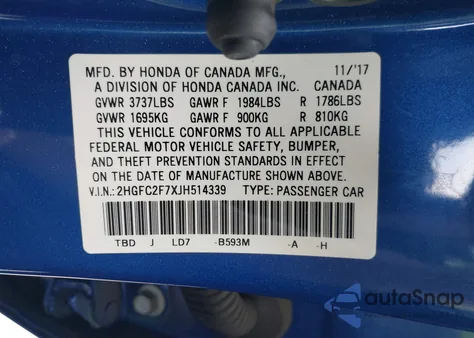 MFD. BY HONDA OF CANADA MFG., 11/'17
A DIVISION OF HONDA CANADA INC. CANADA
GVWR 3737LBS GAWR F 1984LBS R 1786LBS
GVWR 1695KG GAWR F 900KG R 810KG
THIS VEHICLE CONFORMS TO ALL APPLICABLE
FEDERAL MOTOR VEHICLE SAFETY, BUMPER,
AND THEFT PREVENTION STANDARDS IN EFFECT
ON THE DATE OF MANUFACTURE SHOWN ABOVE.
V.I.N.: 2HGFC2F7XJH514339 TYPE: PASSENGER CAR
TBD J LD7 -B593M -A -H
autoSnap